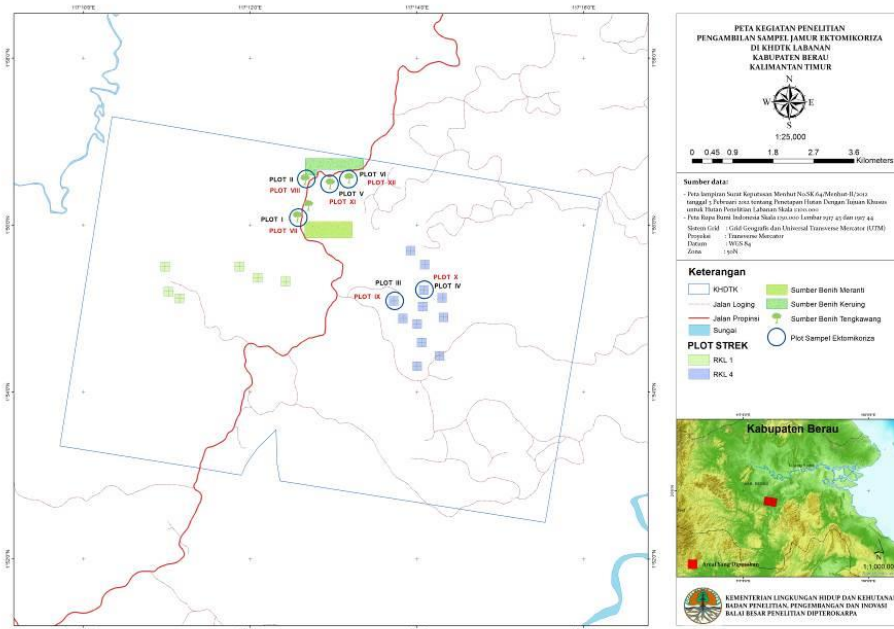 PETA KEGIATAN PENELITIAN
PENGAMBILAN SAMPEL JAMUR EKTOMIKORIZA
DI KHDTK LABANAN
KABUPATEN BERAU
KALIMANTAN TIMUR
N
W E
S
1:25,000
0 0.45 0.9 1.8 2.7 3.6
Kilometers
Sumber data:
Sistem Grid : Grid Geografis dan Universal Transverse Mercator (UTM)
Proyeksi : Transverse Mercator
Datum : WGS 84
Zona : 50N
Keterangan
KHDTK
Jalan Loging
Jalan Propinsi
Sungai
Sumber Benih Meranti
Sumber Benih Keruing
Sumber Benih Tengkawang
Plot Sampel Ektomikoriza
PLOT STREK
RKL 1
RKL 4
PLOT II
PLOT VIII
PLOT VI
PLOT XII
PLOT V
PLOT XI
PLOT I
PLOT VII
PLOT III
PLOT IX
PLOT X
PLOT IV
Kabupaten Berau
N
KEMENTERIAN LINGKUNGAN HIDUP DAN KEHUTANAN
BADAN PENELITIAN, PENGEMBANGAN DAN INOVASI
BALAI BESAR PENELITIAN DIPTEROKARPA